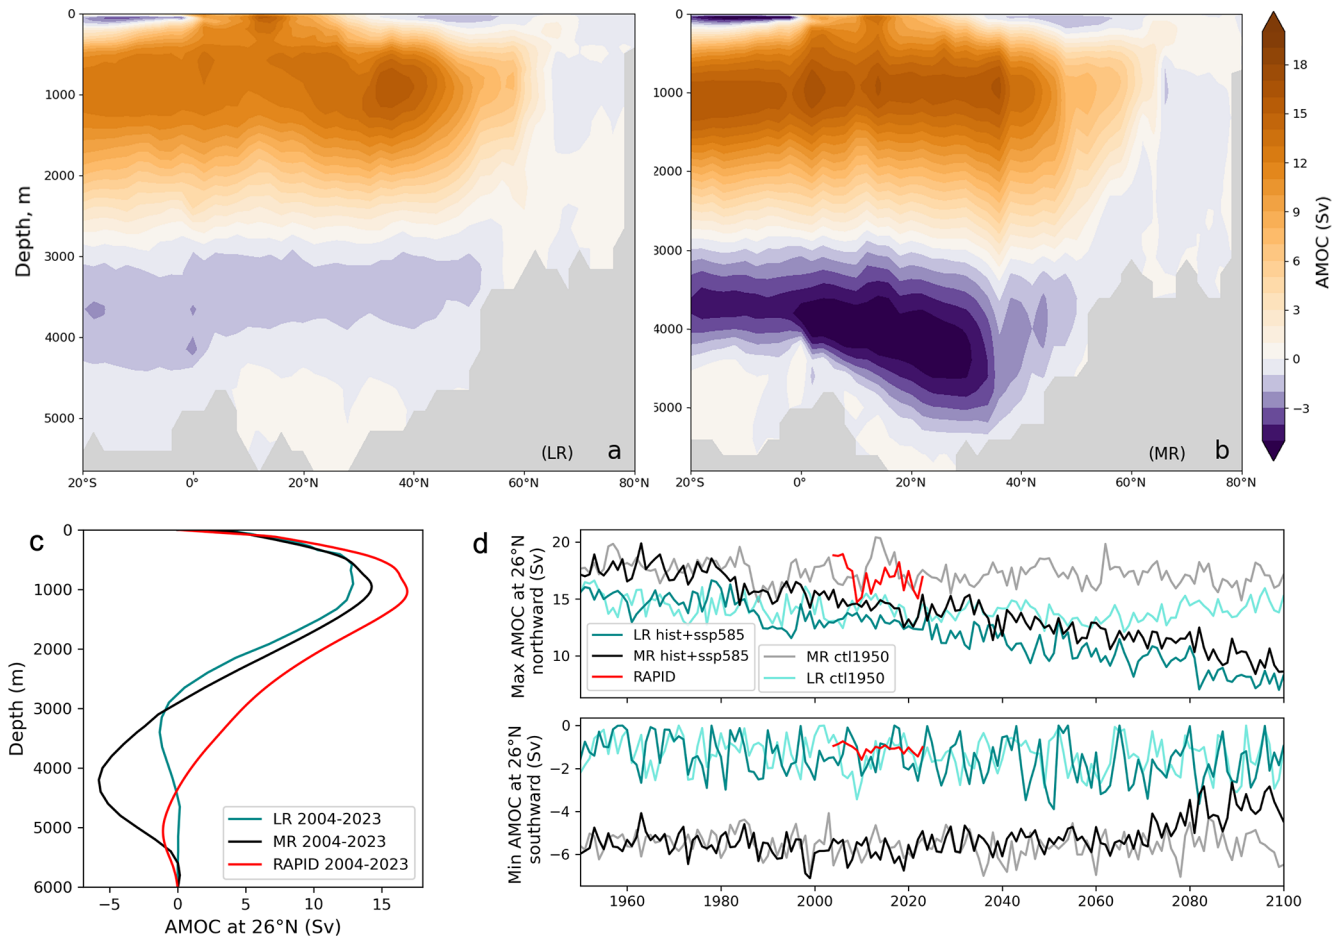 0
1000
2000
3000
4000
5000
Depth, m
20°S
0°
20°N
40°N
60°N
80°N
(LR)
a
0
1000
2000
3000
4000
5000
20°S
0°
20°N
40°N
60°N
80°N
(MR)
b
18
15
12
9
6
3
0
−3
AMOC (Sv)
c
0
1000
2000
3000
4000
5000
6000
Depth (m)
−5
0
5
10
15
AMOC at 26°N (Sv)
LR 2004-2023
MR 2004-2023
RAPID 2004-2023
d
20
15
10
Max AMOC at 26°N
northward (Sv)
LR hist+ssp585
MR hist+ssp585
RAPID
MR ctl1950
LR ctl1950
0
−2
−4
−6
Min AMOC at 26°N
southward (Sv)
1960
1980
2000
2020
2040
2060
2080
2100